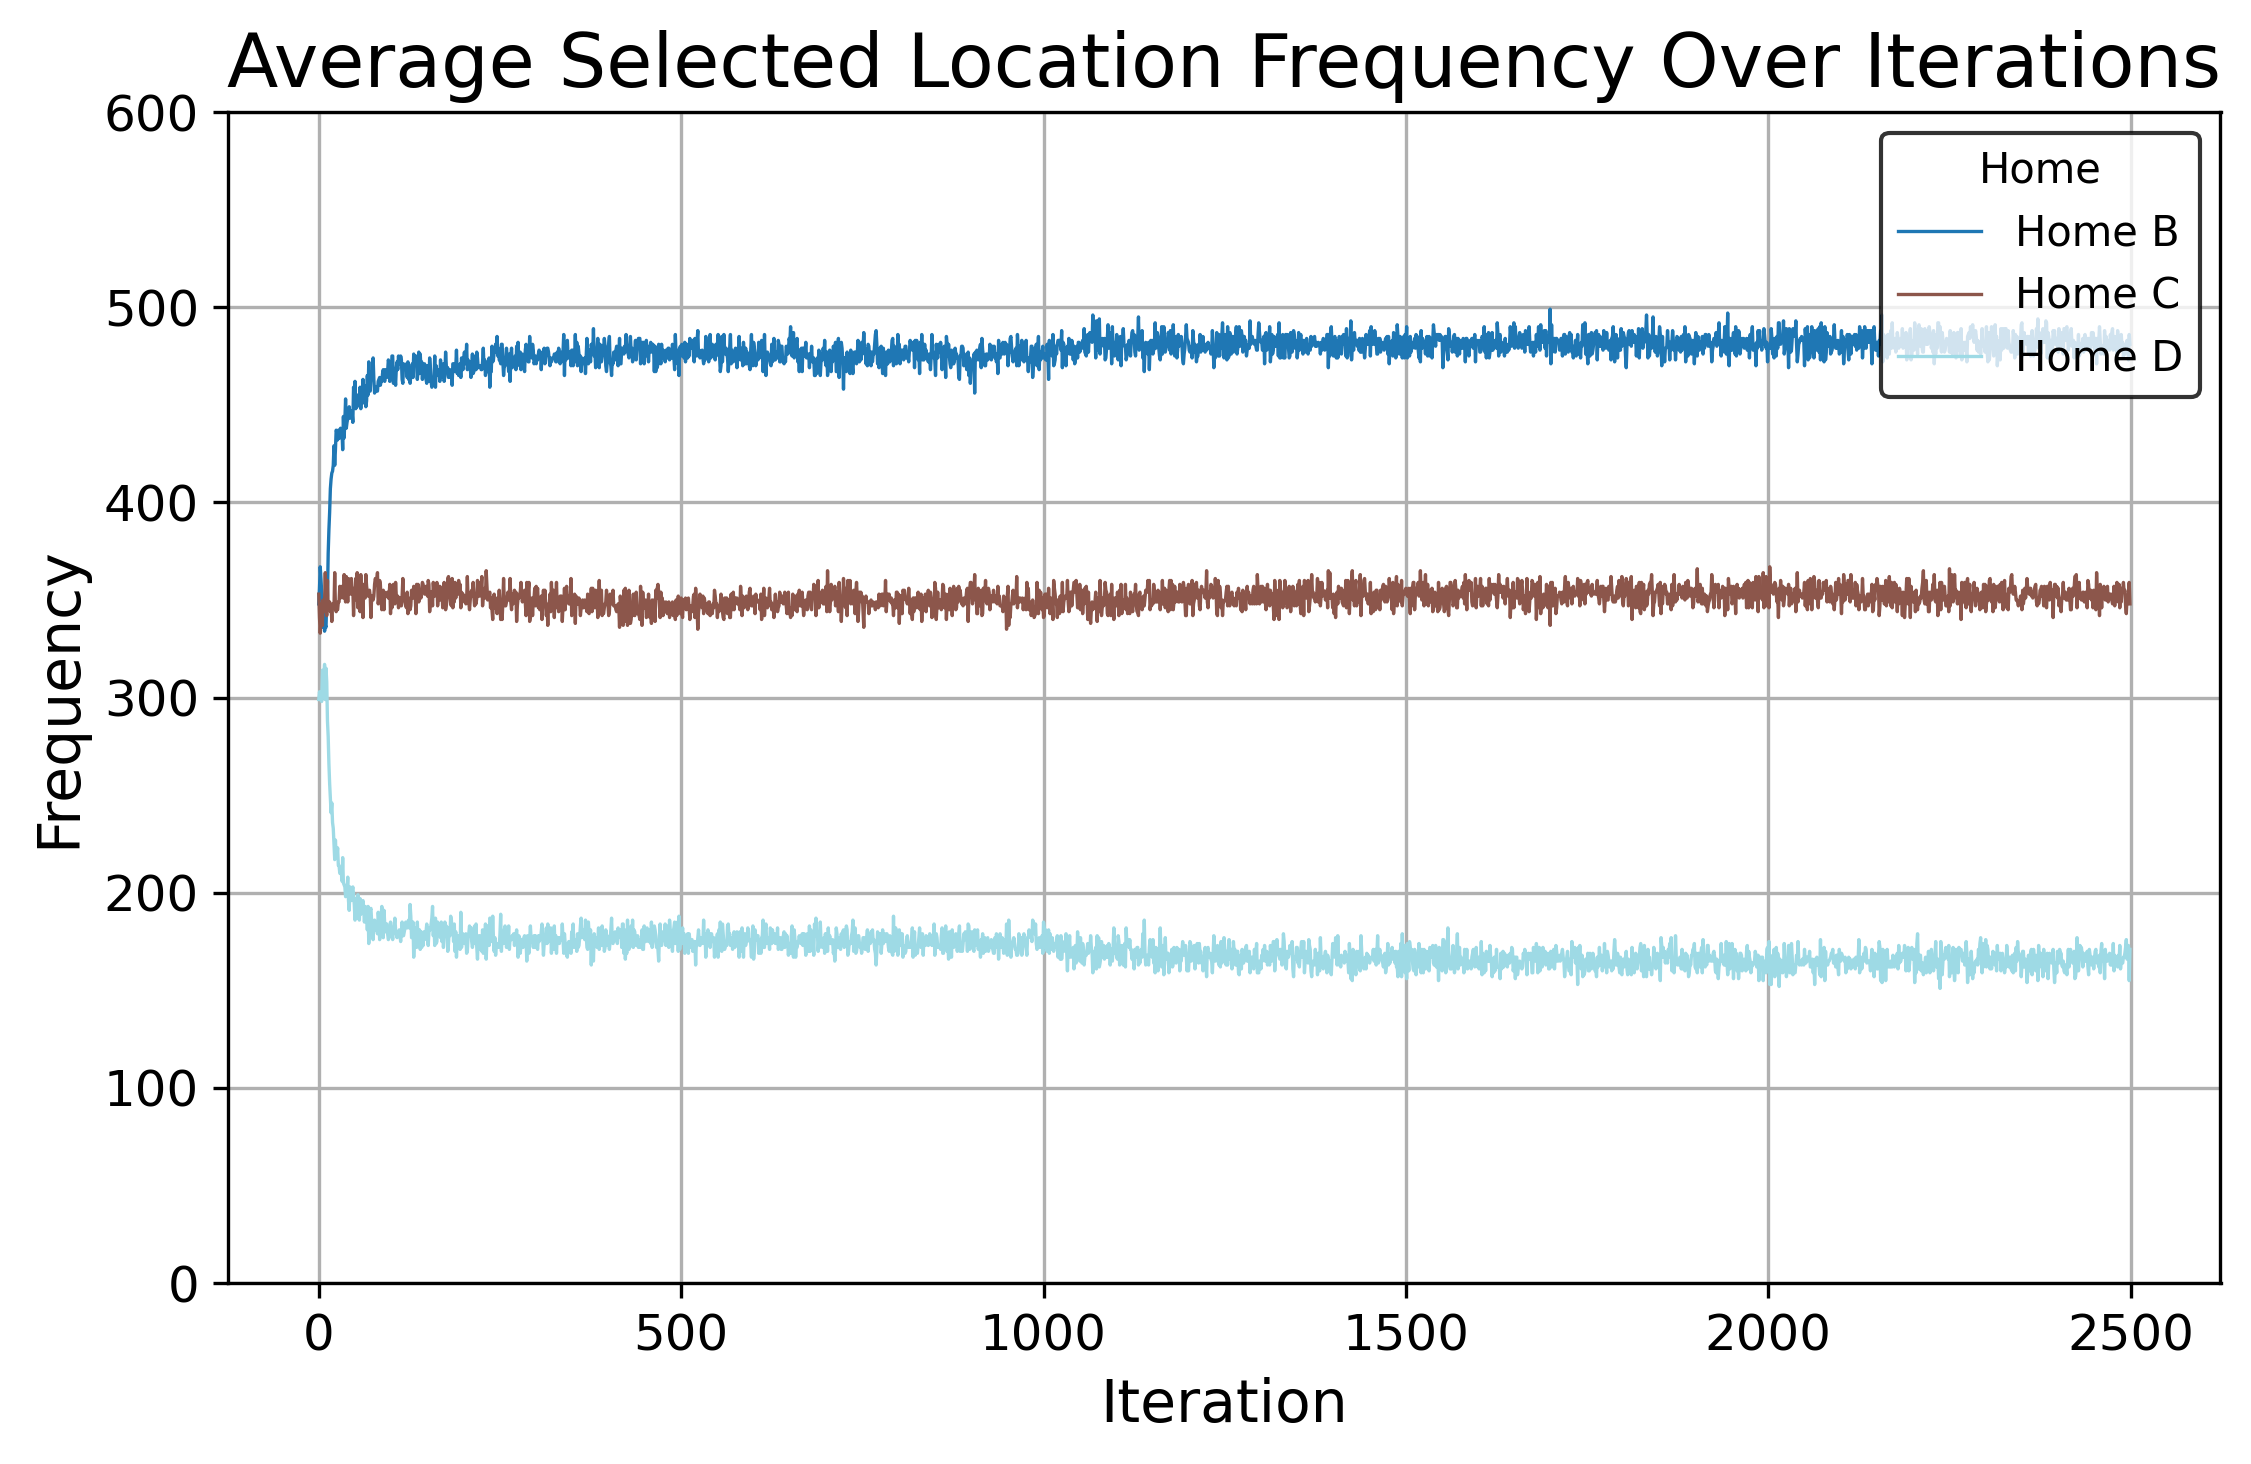 Average Selected Location Frequency Over Iterations
600
500
400
300
200
100
0
Frequency
Home
Home B
Home C
Home D
0 500 1000 1500 2000 2500
Iteration